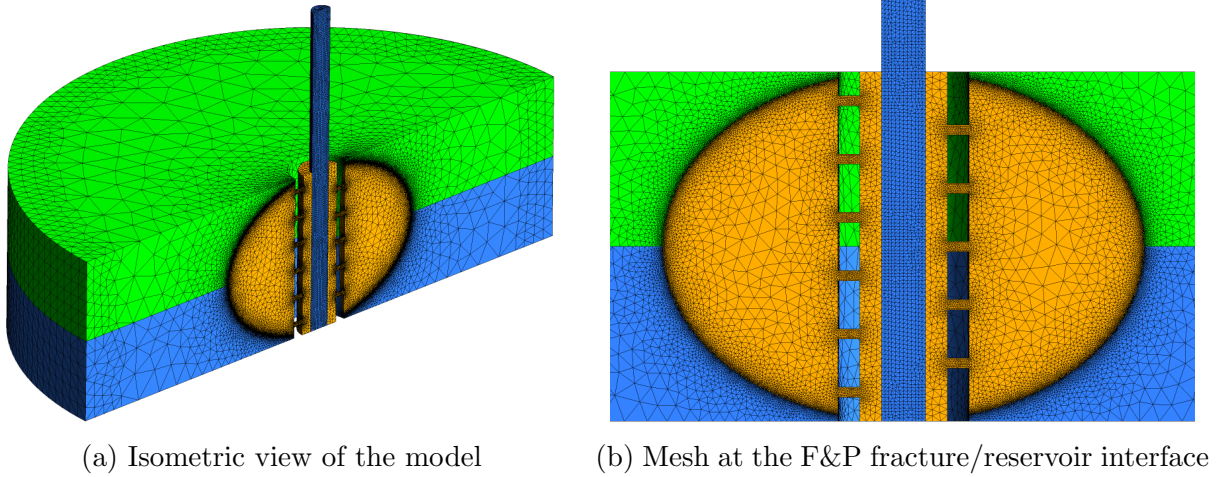 (a) Isometric view of the model
(b) Mesh at the F&P fracture/reservoir interface